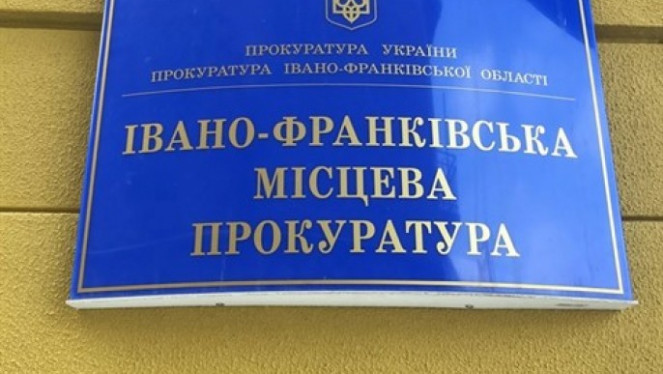 ПРОКУРАТУРА УКРАЇНИ
ПРОКУРАТУРА ІВАНО-ФРАНКІВСЬКОЇ ОБЛАСТІ
ІВАНО-ФРАНКІВСЬКА
МІСЦЕВА
ПРОКУРАТУРА